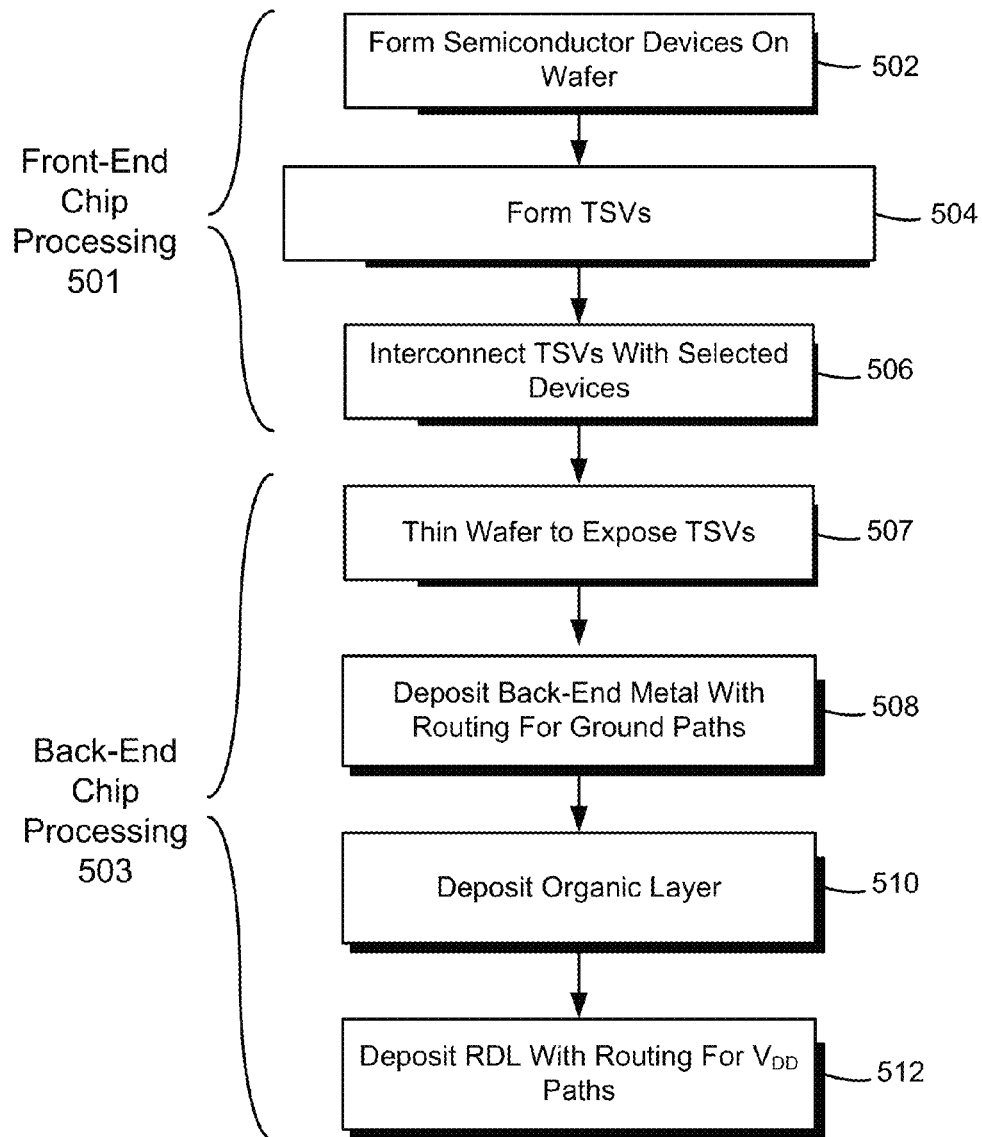 Form Semiconductor Devices On
Wafer
502
Form TSVs
504
Front-End
Chip
Processing
501
Interconnect TSVs With Selected
Devices
506
Thin Wafer to Expose TSVs
507
Deposit Back-End Metal With
Routing For Ground Paths
508
Back-End
Chip
Processing
503
Deposit Organic Layer
510
Deposit RDL With Routing For VDD
Paths
512